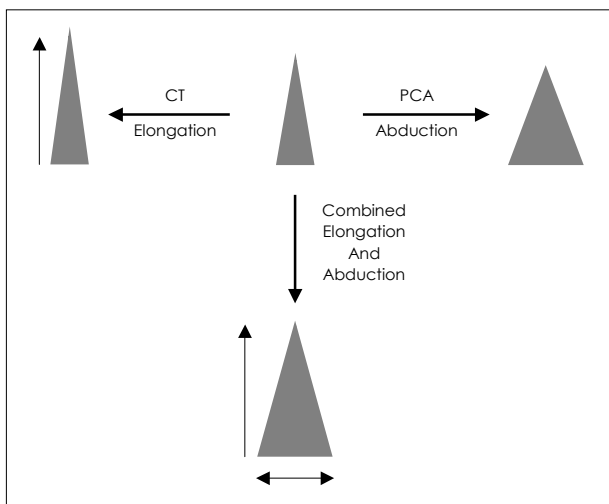 CT
Elongation
PCA
Abduction
Combined
Elongation
And
Abduction